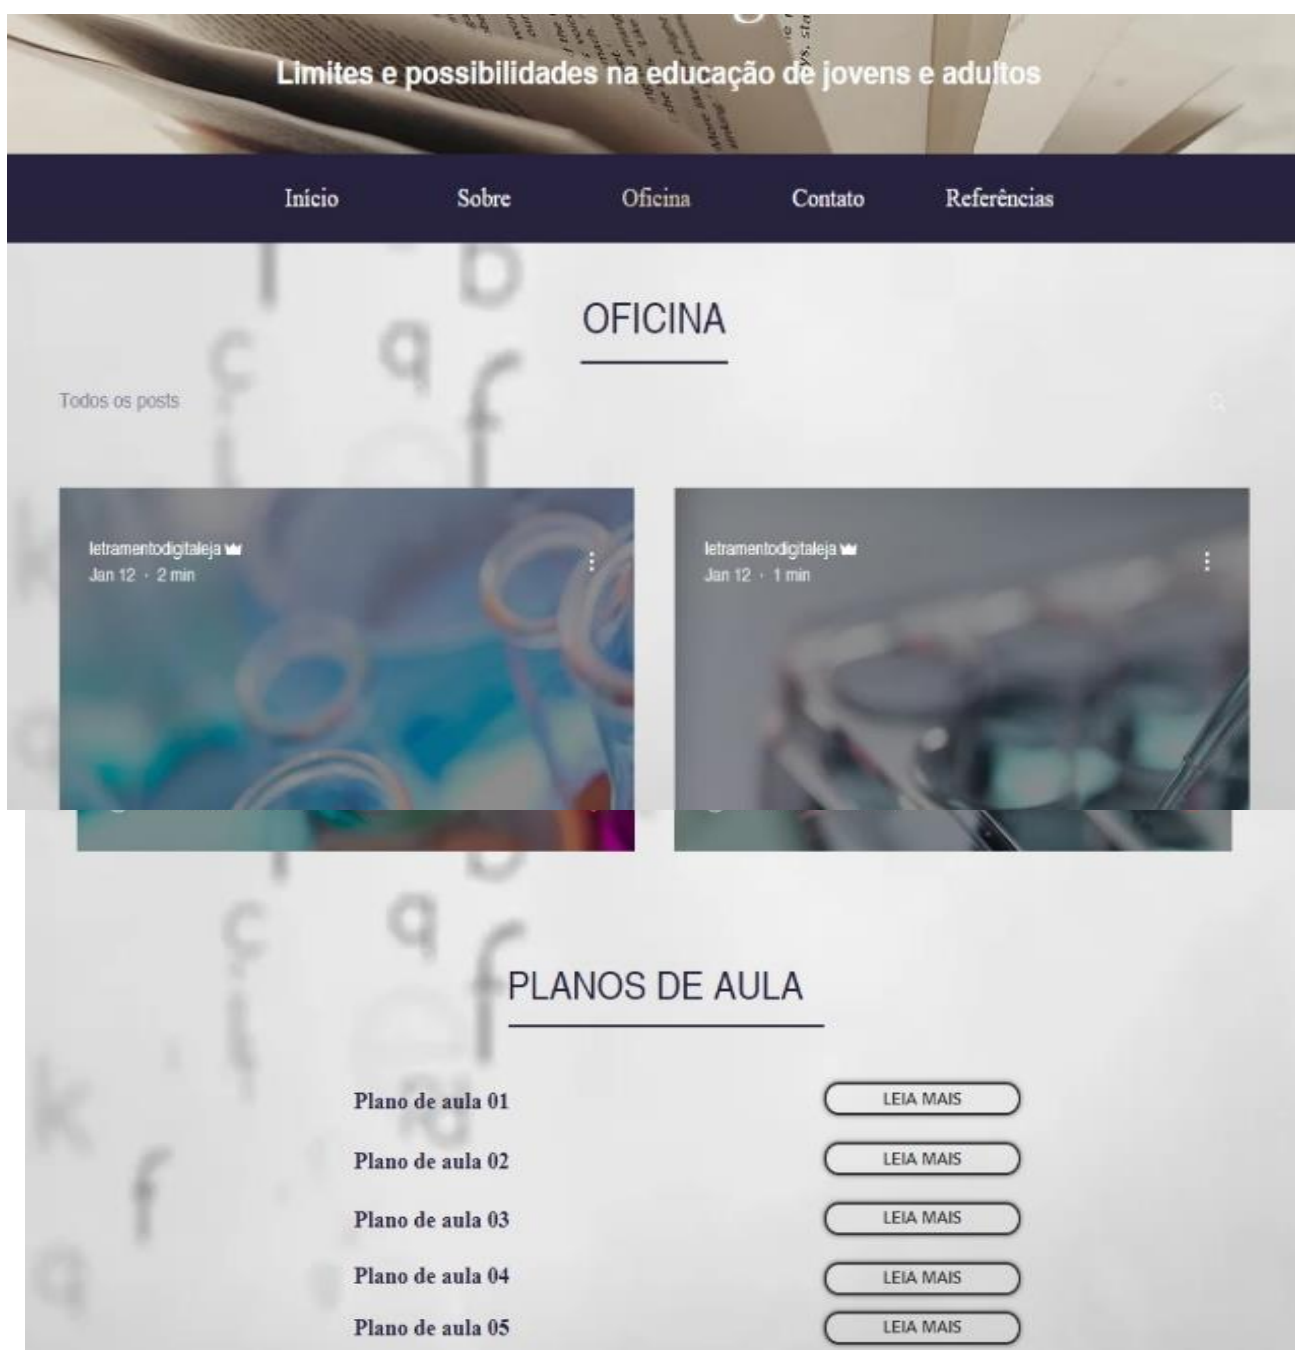 Limites e possibilidades na educação de jovens e adultos
Início Sobre Oficina Contato Referências
OFICINA
Todos os posts
letramentodigitaleja
Jan 12 · 2 min
letramentodigitaleja
Jan 12 · 1 min
PLANOS DE AULA
Plano de aula 01 LEIA MAIS
Plano de aula 02 LEIA MAIS
Plano de aula 03 LEIA MAIS
Plano de aula 04 LEIA MAIS
Plano de aula 05 LEIA MAIS